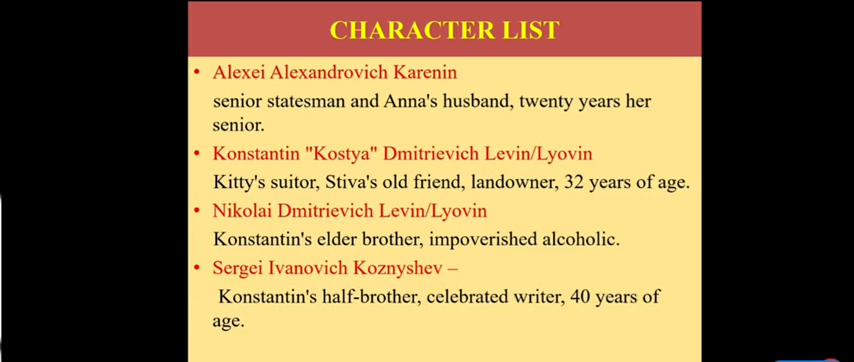 CHARACTER LIST
• Alexei Alexandrovich Karenin
senior statesman and Anna's husband, twenty years her
senior.
• Konstantin "Kostya" Dmitrievich Levin/Lyovin
Kitty's suitor, Stiva's old friend, landowner, 32 years of age.
• Nikolai Dmitrievich Levin/Lyovin
Konstantin's elder brother, impoverished alcoholic.
• Sergei Ivanovich Koznyshev –
Konstantin's half-brother, celebrated writer, 40 years of
age.